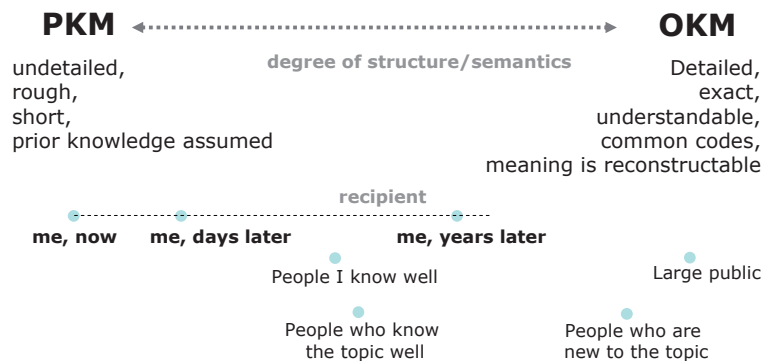 PKM
OKM
degree of structure/semantics
undetailed,
rough,
short,
prior knowledge assumed
Detailed,
exact,
understandable,
common codes,
meaning is reconstructable
recipient
me, now
me, days later
me, years later
People I know well
Large public
People who know
the topic well
People who are
new to the topic